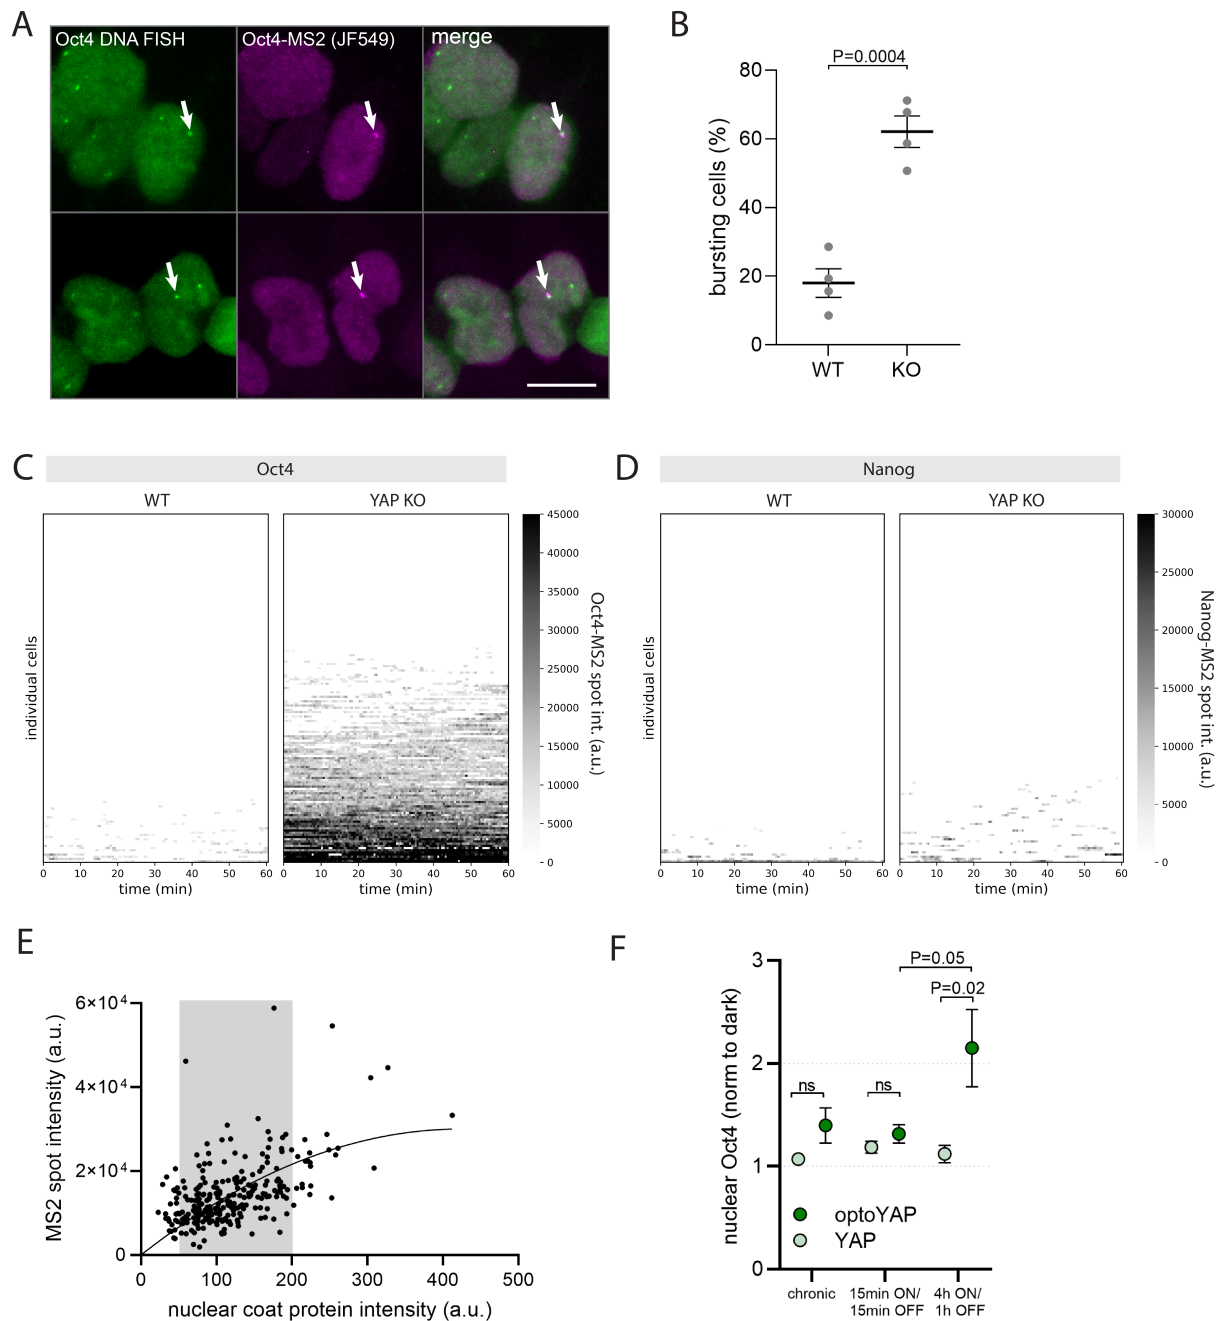 A
Oct4 DNA FISH
Oct4-MS2 (JF549)
merge
B
P=0.0004
80
60
40
20
0
bursting cells (%)
WT
KO
C
Oct4
WT
YAP KO
individual cells
0
10
20
30
40
50
60
time (min)
0
10
20
30
40
50
60
time (min)
45000
40000
35000
30000
25000
20000
15000
10000
5000
0
Oct4-MS2 spot int. (a.u.)
D
Nanog
WT
YAP KO
individual cells
0
10
20
30
40
50
60
time (min)
0
10
20
30
40
50
60
time (min)
30000
25000
20000
15000
10000
5000
0
Nanog-MS2 spot int. (a.u.)
E
6×10⁴
4×10⁴
2×10⁴
0
MS2 spot intensity (a.u.)
0
100
200
300
400
500
nuclear coat protein intensity (a.u.)
F
3
2
1
0
nuclear Oct4 (norm to dark)
P=0.05
P=0.02
ns
ns
optoYAP
YAP
chronic
15min ON/
15min OFF
4h ON/
1h OFF